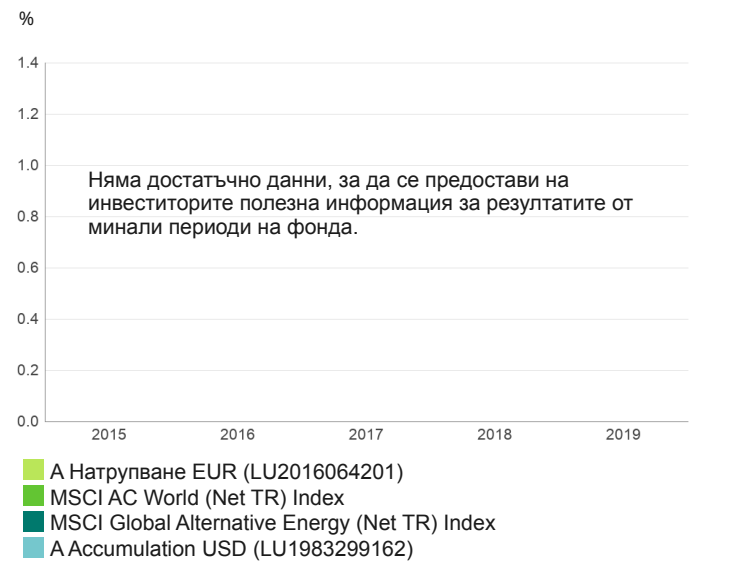 %
1.4
1.2
1.0
Няма достатъчно данни, за да се предостави на
инвеститорите полезна информация за резултатите от
минали периоди на фонда.
0.8
0.6
0.4
0.2
0.0
2015 2016 2017 2018 2019
А Натрупване EUR (LU2016064201)
MSCI AC World (Net TR) Index
MSCI Global Alternative Energy (Net TR) Index
A Accumulation USD (LU1983299162)